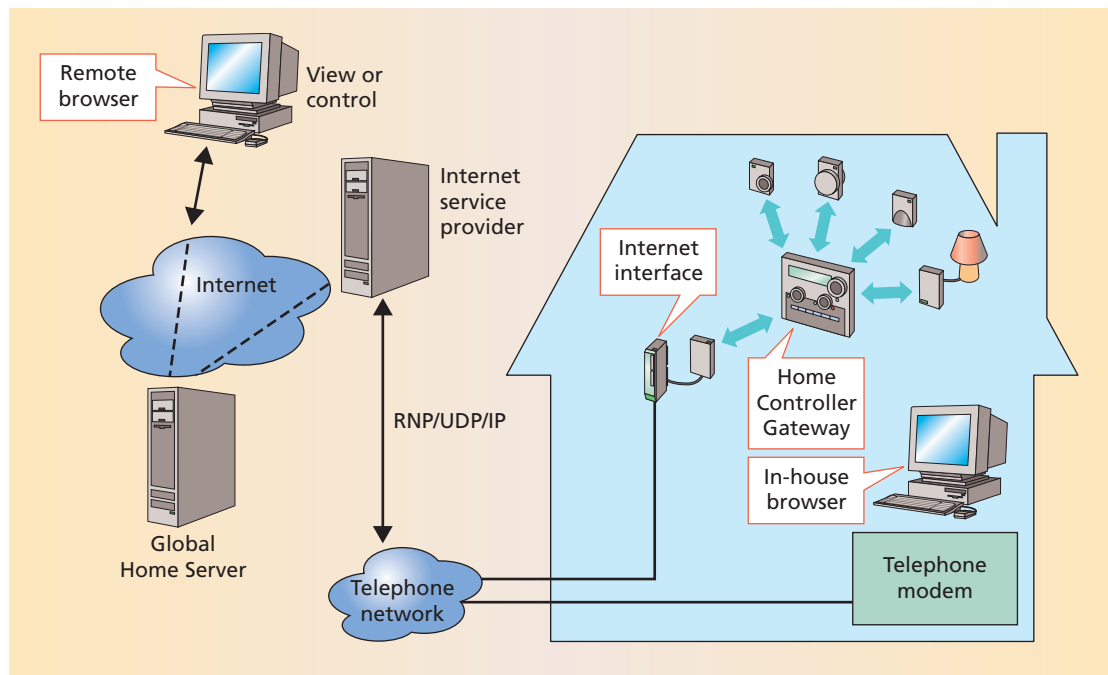 Remote
browser
View or
control
Internet
service
provider
Internet
Internet
interface
RNP/UDP/IP
Home
Controller
Gateway
In-house
browser
Global
Home Server
Telephone
network
Telephone
modem